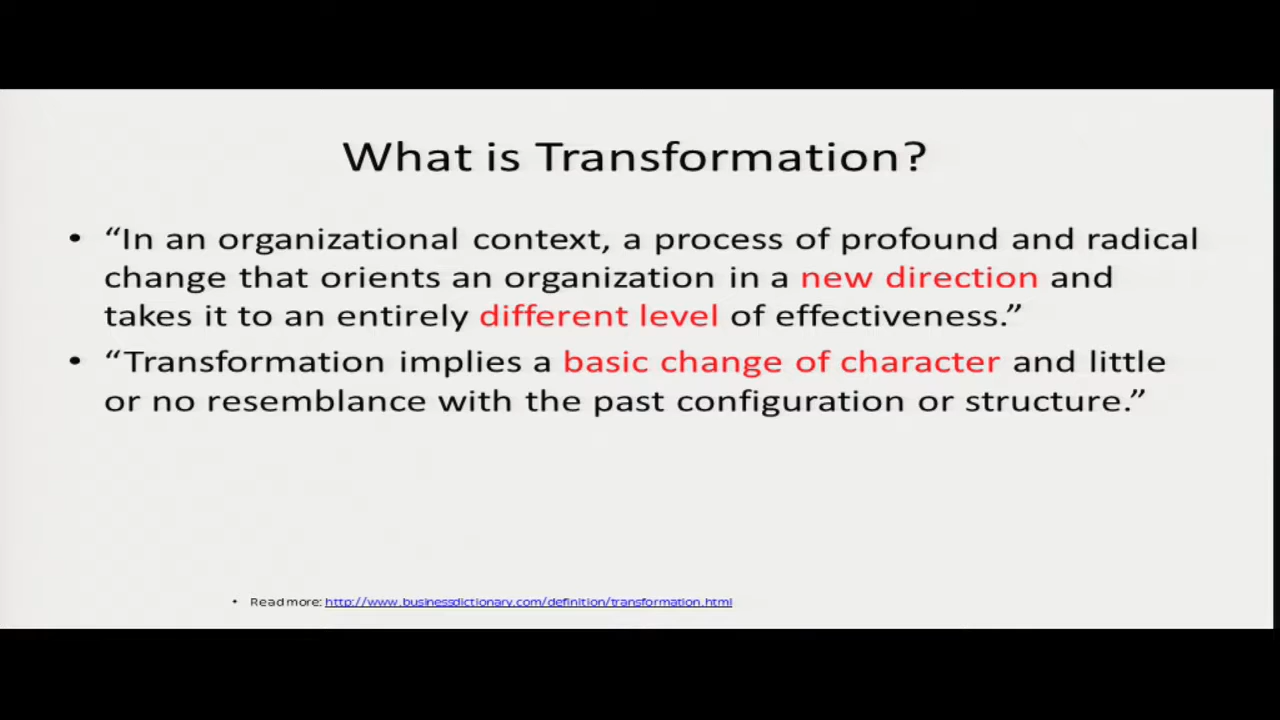 What is Transformation?
• “In an organizational context, a process of profound and radical
change that orients an organization in a new direction and
takes it to an entirely different level of effectiveness.”
• “Transformation implies a basic change of character and little
or no resemblance with the past configuration or structure.”
• Read more: http://www.businessdictionary.com/definition/transformation.html